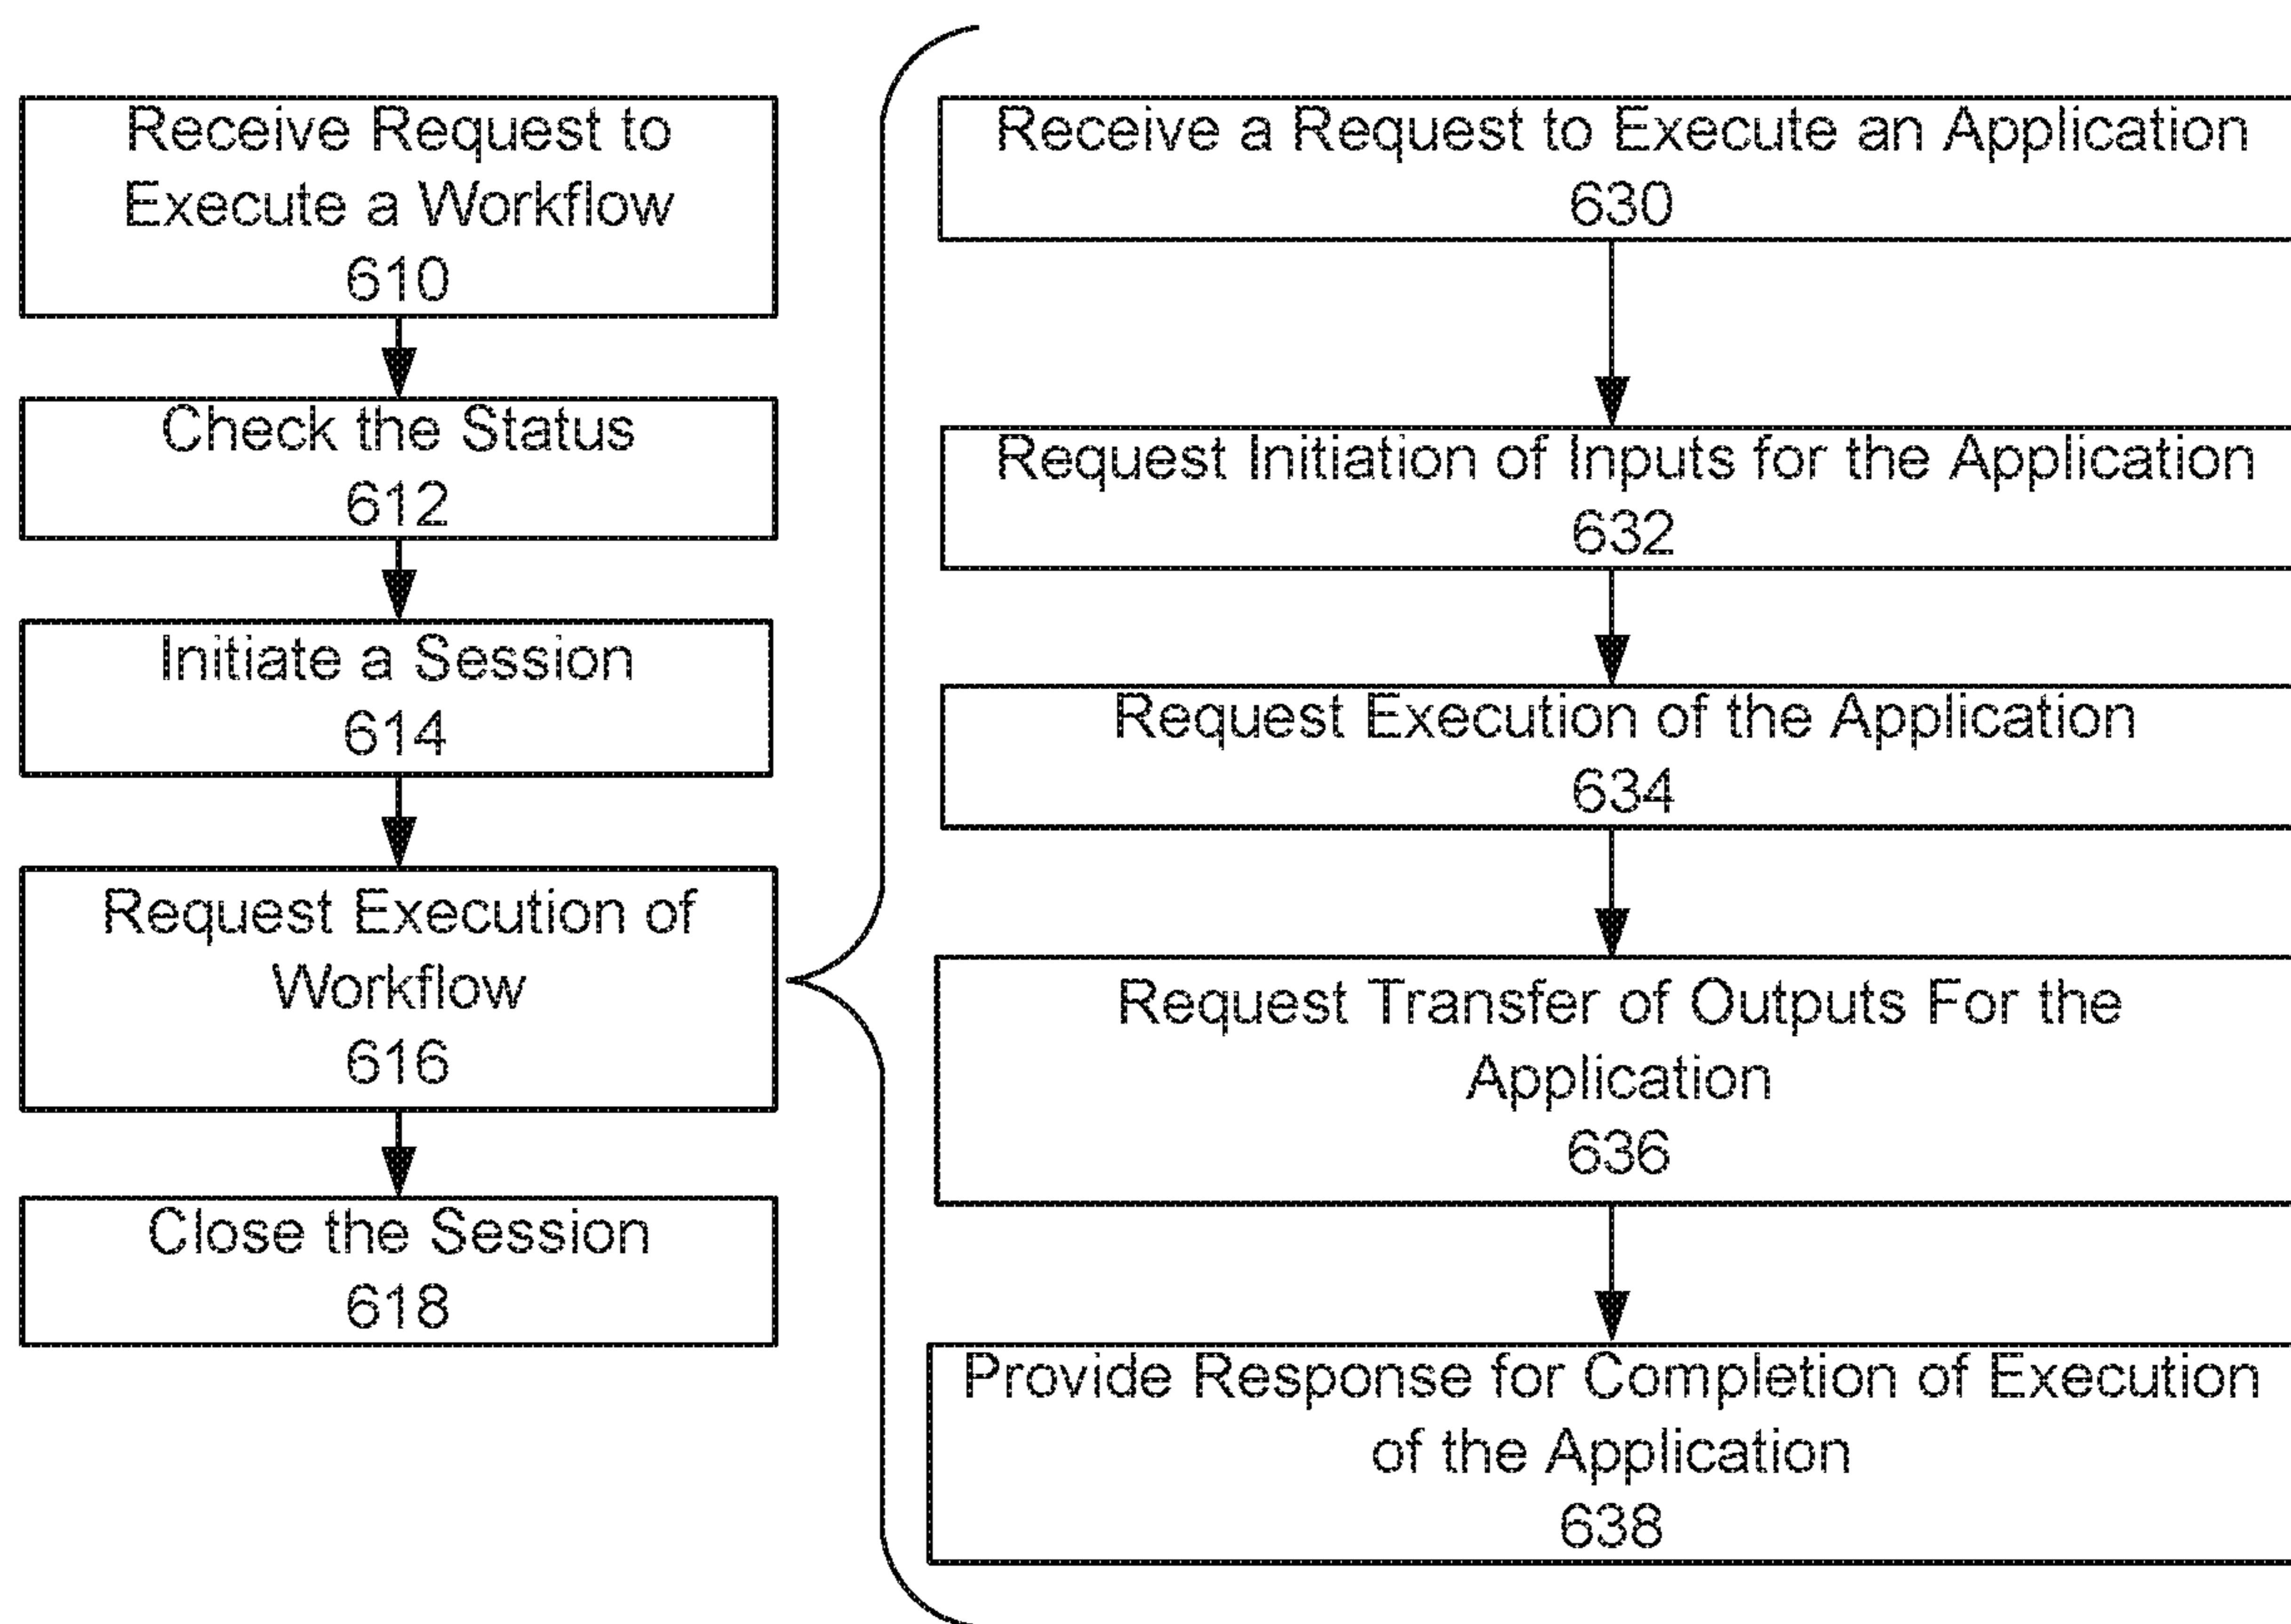 Receive Request to
Execute a Workflow
610
Check the Status
612
Initiate a Session
614
Request Execution of
Workflow
616
Close the Session
618
Receive a Request to Execute an Application
630
Request Initiation of Inputs for the Application
632
Request Execution of the Application
634
Request Transfer of Outputs For the
Application
636
Provide Response for Completion of Execution
of the Application
638